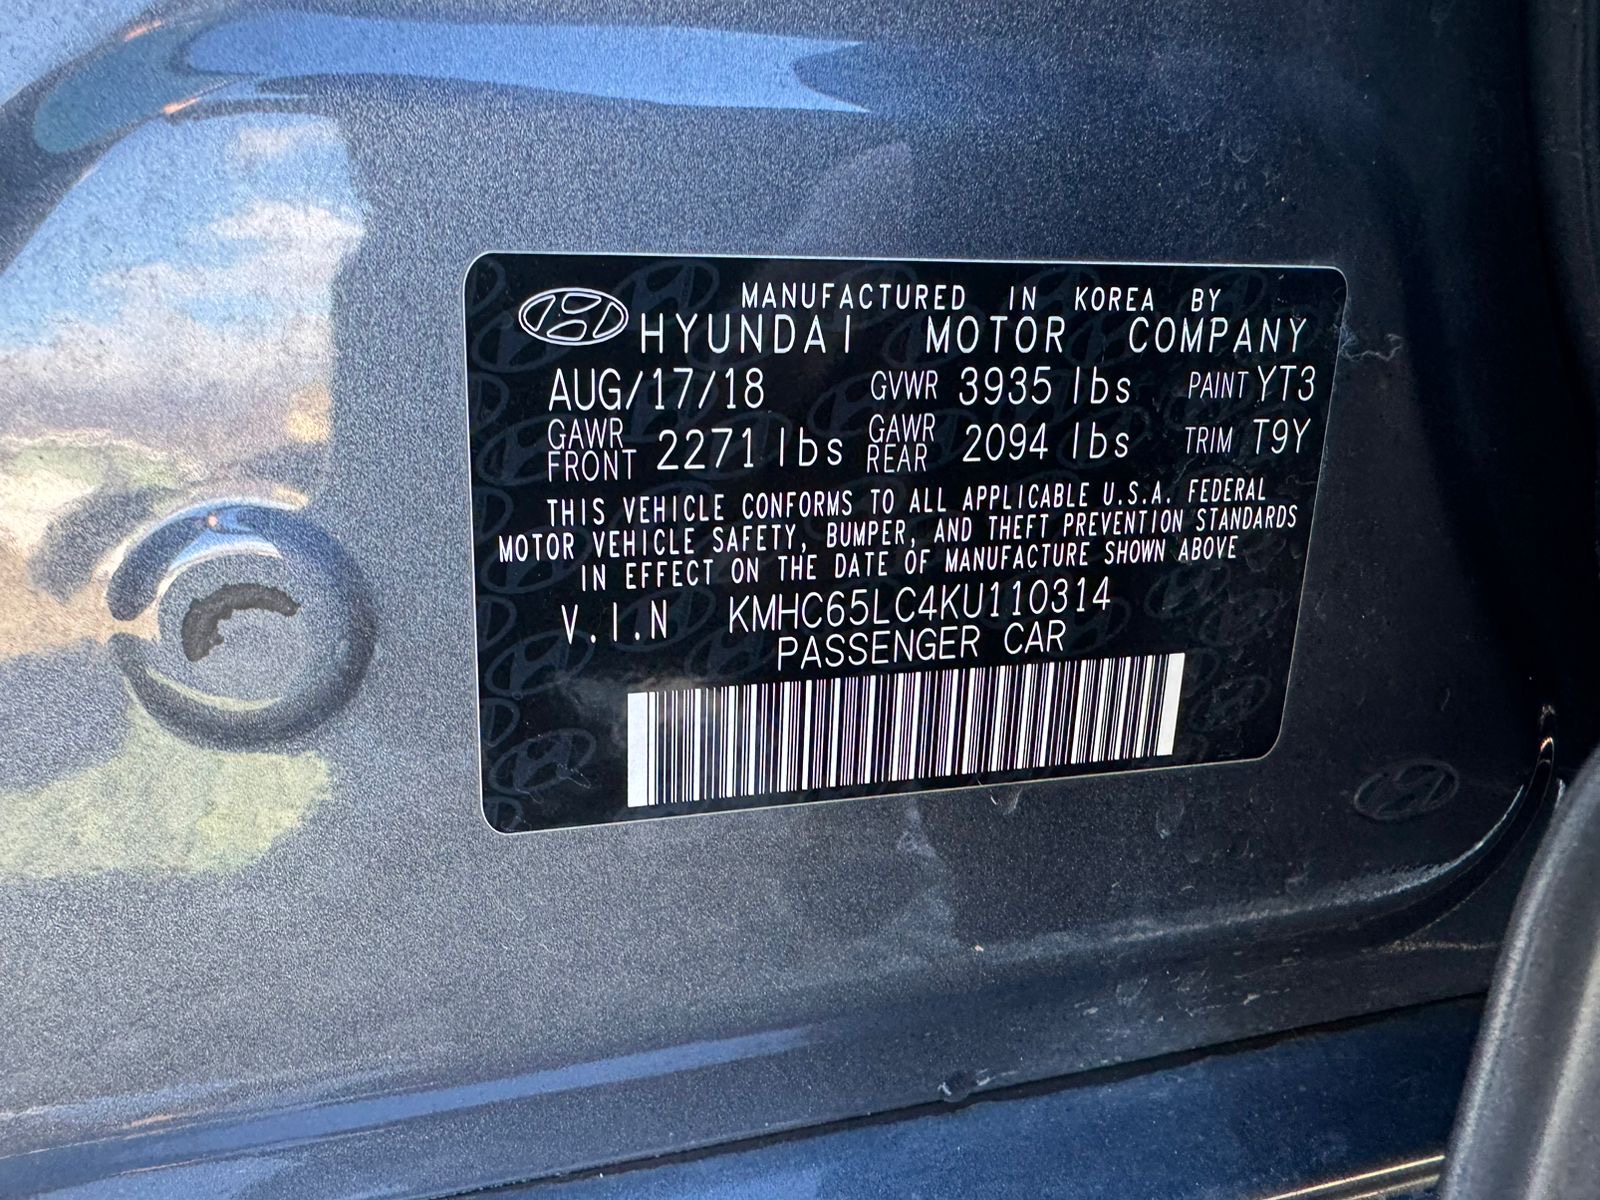 MANUFACTURED IN KOREA BY
HYUNDAI MOTOR COMPANY
AUG/17/18 GVWR 3935 lbs PAINT YT3
GAWR FRONT 2271 lbs GAWR REAR 2094 lbs TRIM T9Y
THIS VEHICLE CONFORMS TO ALL APPLICABLE U.S.A. FEDERAL
MOTOR VEHICLE SAFETY, BUMPER, AND THEFT PREVENTION STANDARDS
IN EFFECT ON THE DATE OF MANUFACTURE SHOWN ABOVE
V.I.N KMHC65LC4KU110314
PASSENGER CAR